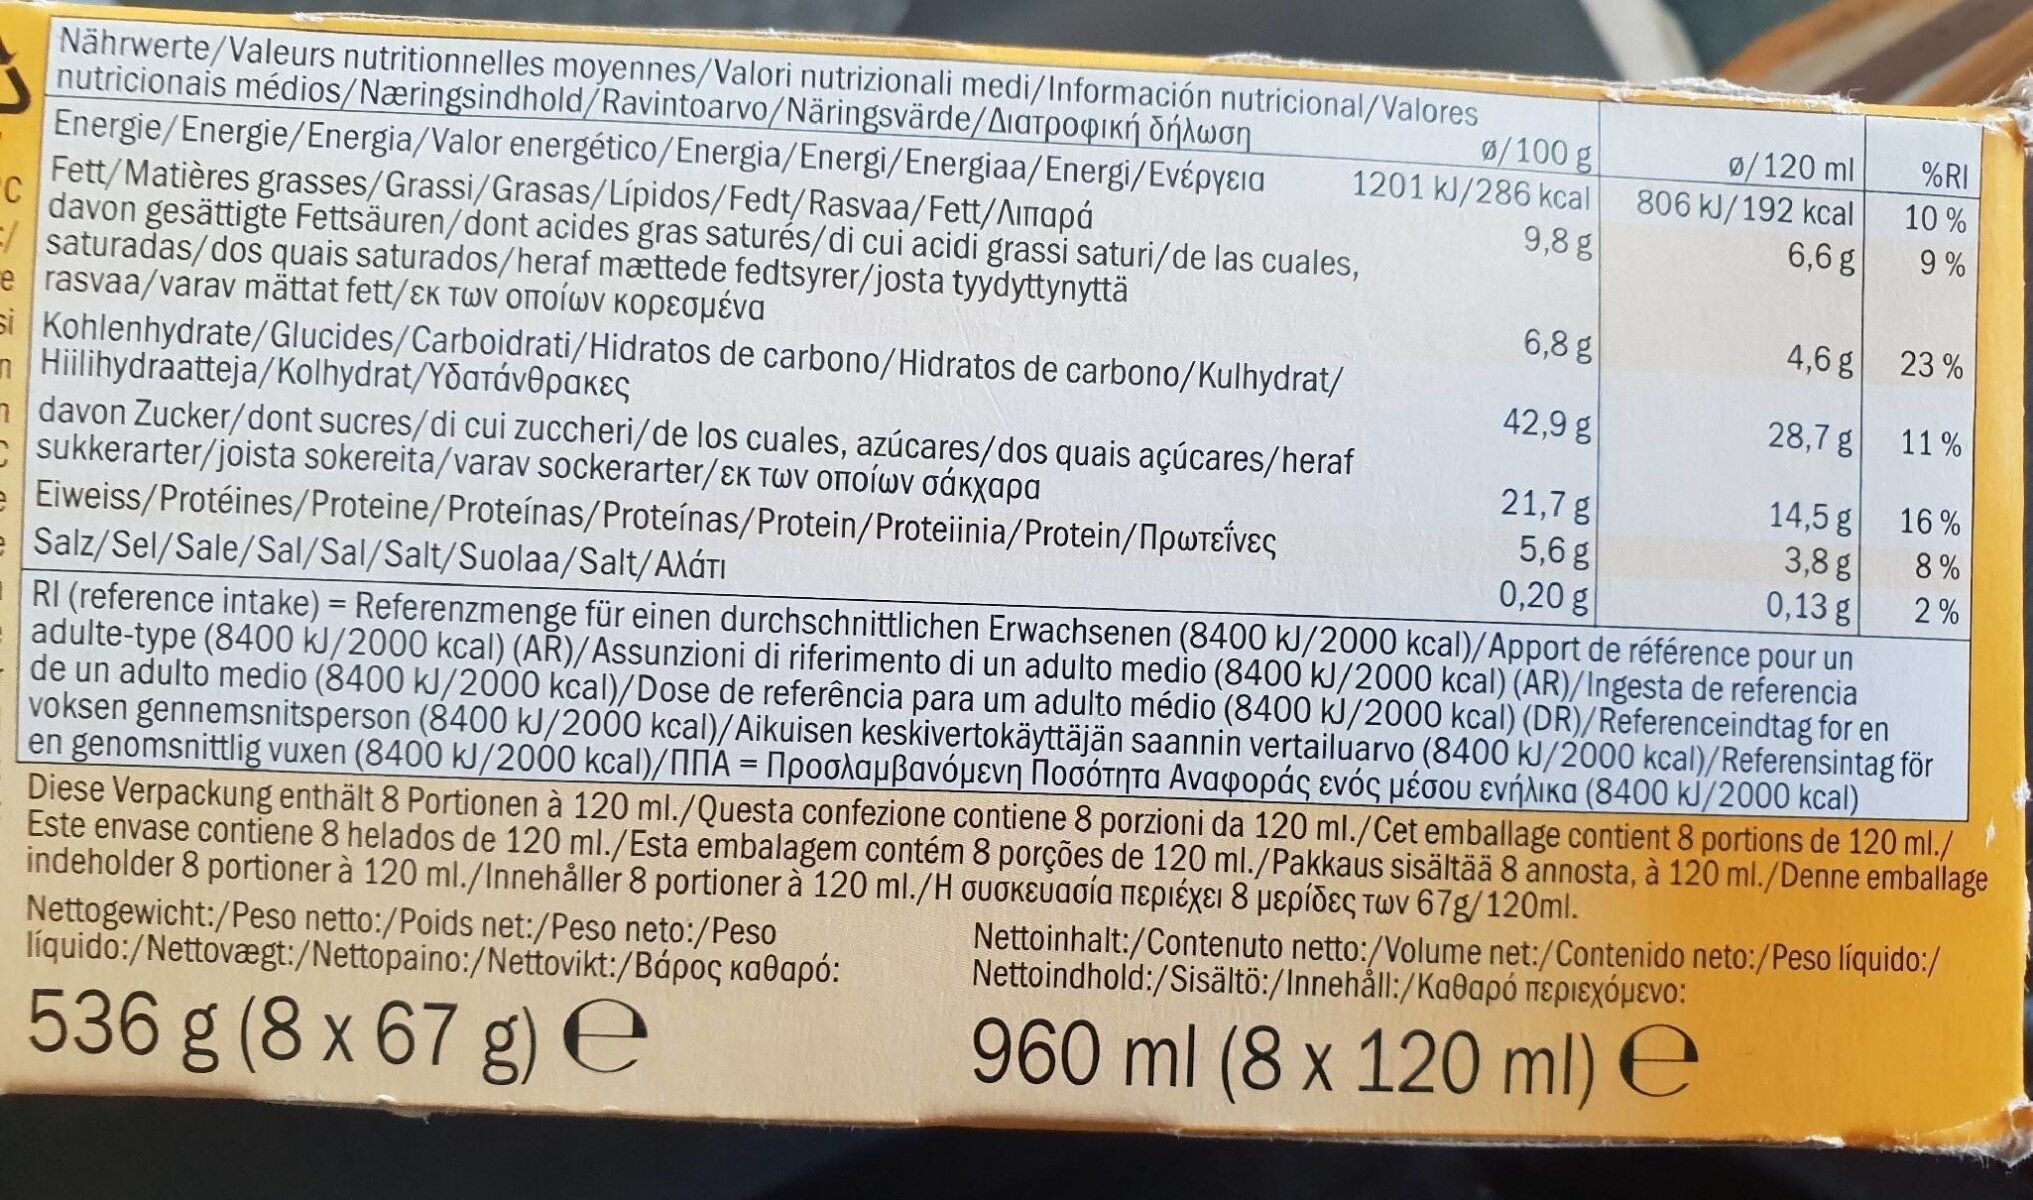 Nährwerte/Valeurs nutritionnelles moyennes/Valori nutrizionali medi/Información nutricional/Valores
nutricionais médios/Næringsindhold/Ravintoarvo/Näringsvärde/Διατροφική δήλωση ø/100 g ø/120 ml %RI
Energie/Energie/Energia/Valor energético/Energia/Energi/Energiaa/Energi/Ενέργεια 1201 kJ/286 kcal 806 kJ/192 kcal 10 %
Fett/Matières grasses/Grassi/Grasas/Lípidos/Fedt/Rasvaa/Fett/Λιπαρά 9,8 g 6,6 g 9 %
davon gesättigte Fettsäuren/dont acides gras saturés/di cui acidi grassi saturi/de las cuales,
saturadas/dos quais saturados/heraf mættede fedtsyrer/josta tyydyttynyttä
rasvaa/varav mättat fett/εκ των οποίων κορεσμένα 6,8 g 4,6 g 23 %
Kohlenhydrate/Glucides/Carboidrati/Hidratos de carbono/Hidratos de carbono/Kulhydrat/
Hiilihydraatteja/Kolhydrat/Υδατάνθρακες 42,9 g 28,7 g 11 %
davon Zucker/dont sucres/di cui zuccheri/de los cuales, azúcares/dos quais açúcares/heraf
sukkerarter/joista sokereita/varav sockerarter/εκ των οποίων σάκχαρα 21,7 g 14,5 g 16 %
Eiweiss/Protéines/Proteine/Proteínas/Proteínas/Protein/Proteiinia/Protein/Πρωτεΐνες 5,6 g 3,8 g 8 %
Salz/Sel/Sale/Sal/Sal/Salt/Suolaa/Salt/Αλάτι 0,20 g 0,13 g 2 %
RI (reference intake) = Referenzmenge für einen durchschnittlichen Erwachsenen (8400 kJ/2000 kcal)/Apport de référence pour un
adulte-type (8400 kJ/2000 kcal) (AR)/Assunzioni di riferimento di un adulto medio (8400 kJ/2000 kcal) (AR)/Ingesta de referencia
de un adulto medio (8400 kJ/2000 kcal)/Dose de referência para um adulto médio (8400 kJ/2000 kcal) (DR)/Referenceindtag for en
voksen gennemsnitsperson (8400 kJ/2000 kcal)/Aikuisen keskivertokäyttäjän saannin vertailuarvo (8400 kJ/2000 kcal)/Referensintag för
en genomsnittlig vuxen (8400 kJ/2000 kcal)/ΠΠΑ = Προσλαμβανόμενη Ποσότητα Αναφοράς ενός μέσου ενήλικα (8400 kJ/2000 kcal)
Diese Verpackung enthält 8 Portionen à 120 ml./Questa confezione contiene 8 porzioni da 120 ml./Cet emballage contient 8 portions de 120 ml./
Este envase contiene 8 helados de 120 ml./Esta embalagem contém 8 porções de 120 ml./Pakkaus sisältää 8 annosta, à 120 ml./Denne emballage
indeholder 8 portioner à 120 ml./Innehåller 8 portioner à 120 ml./Η συσκευασία περιέχει 8 μερίδες των 67g/120ml.
Nettogewicht:/Peso netto:/Poids net:/Peso neto:/Peso
líquido:/Nettovægt:/Nettopaino:/Nettovikt:/Βάρος καθαρό:
536 g (8 x 67 g) e
Nettoinhalt:/Contenuto netto:/Volume net:/Contenido neto:/Peso líquido:/
Nettoindhold:/Sisältö:/Innehåll:/Καθαρό περιεχόμενο:
960 ml (8 x 120 ml) e